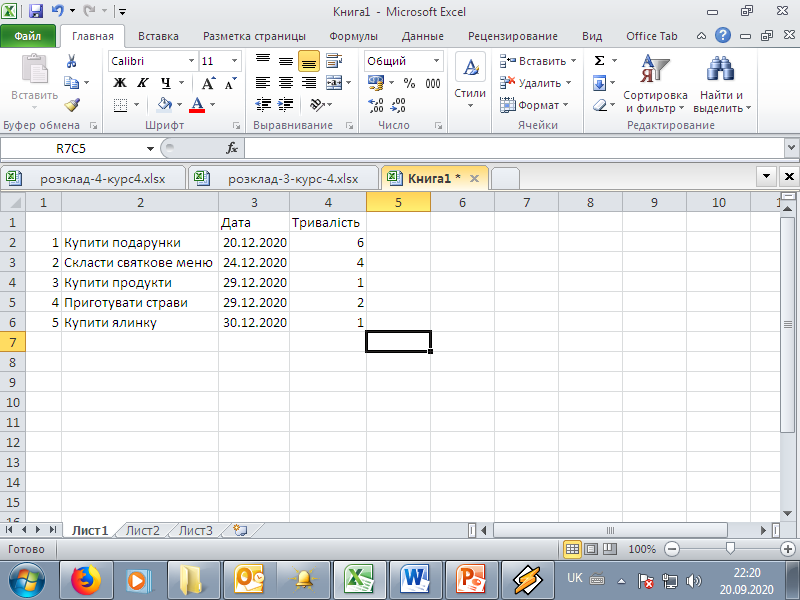 Книга1 - Microsoft Excel
Файл Главная Вставка Разметка страницы Формулы Данные Рецензирование Вид Office Tab
Вставить
Буфер обмена
Calibri 11
Ж К Ч
Шрифт
Выравнивание
Общий
% 000
Число
Стили
Вставить
Удалить
Формат
Ячейки
Сортировка и фильтр
Найти и выделить
Редактирование
R7C5 fx
розклад-4-курс4.xlsx розклад-3-курс-4.xlsx Книга1 *
1 2 3 4 5 6 7 8 9 10
1 Дата Тривалість
2 1 Купити подарунки 20.12.2020 6
3 2 Скласти святкове меню 24.12.2020 4
4 3 Купити продукти 29.12.2020 1
5 4 Приготувати страви 29.12.2020 2
6 5 Купити ялинку 30.12.2020 1
7
8
9
10
11
12
13
14
15
Лист1 Лист2 Лист3
Готово 100%
UK 22:20
20.09.2020